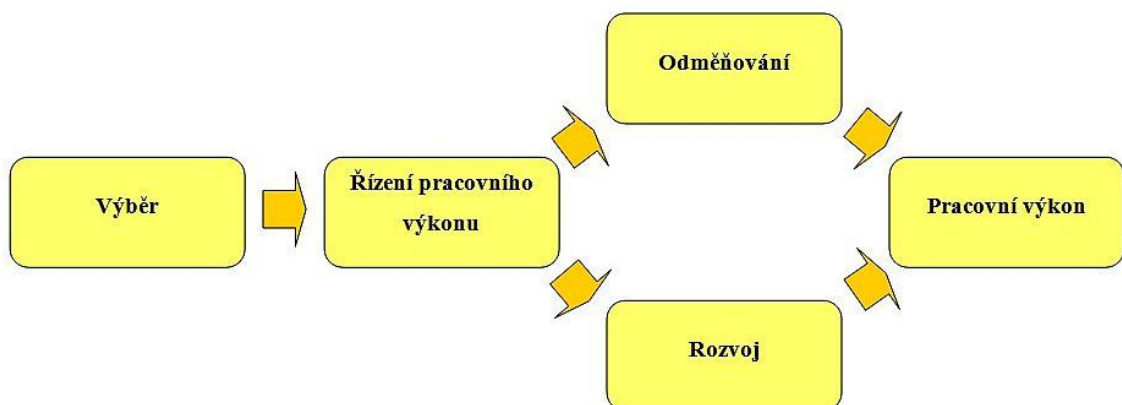 Odměňování
Výběr
Řízení pracovního
výkonu
Pracovní výkon
Rozvoj